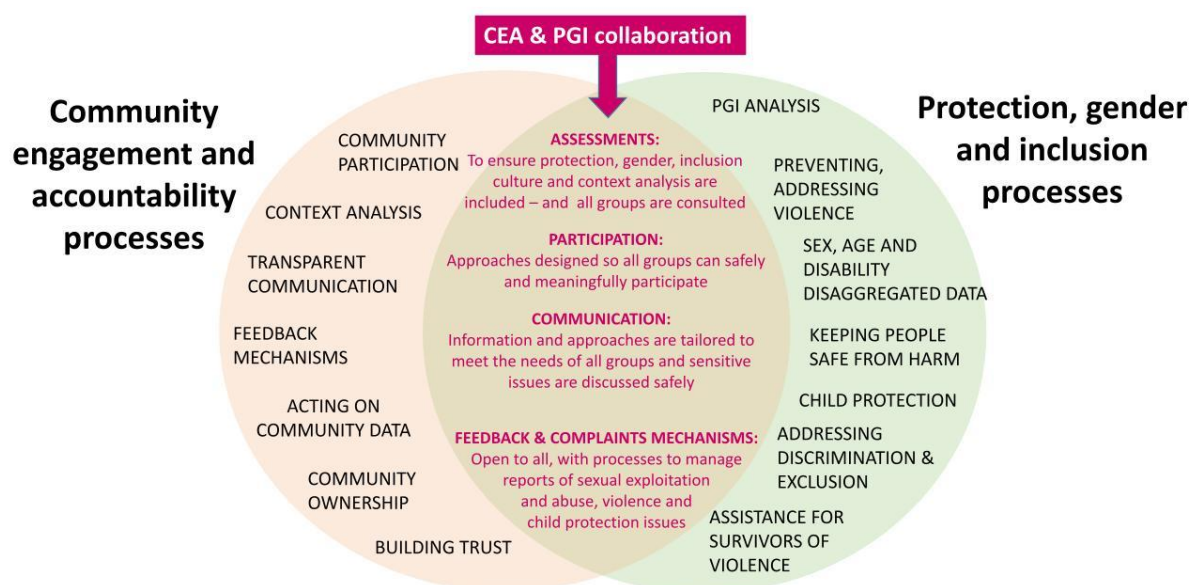 CEA & PGI collaboration
Community
engagement and
accountability
processes
COMMUNITY
PARTICIPATION
CONTEXT ANALYSIS
TRANSPARENT
COMMUNICATION
FEEDBACK
MECHANISMS
ACTING ON
COMMUNITY DATA
COMMUNITY
OWNERSHIP
BUILDING TRUST
ASSESSMENTS:
To ensure protection, gender, inclusion
culture and context analysis are
included – and all groups are consulted
PARTICIPATION:
Approaches designed so all groups can safely
and meaningfully participate
COMMUNICATION:
Information and approaches are tailored to
meet the needs of all groups and sensitive
issues are discussed safely
FEEDBACK & COMPLAINTS MECHANISMS:
Open to all, with processes to manage
reports of sexual exploitation
and abuse, violence and
child protection issues
PGI ANALYSIS
PREVENTING,
ADDRESSING
VIOLENCE
SEX, AGE AND
DISABILITY
DISAGGREGATED DATA
KEEPING PEOPLE
SAFE FROM HARM
CHILD PROTECTION
ADDRESSING
DISCRIMINATION &
EXCLUSION
ASSISTANCE FOR
SURVIVORS OF
VIOLENCE
Protection, gender
and inclusion
processes